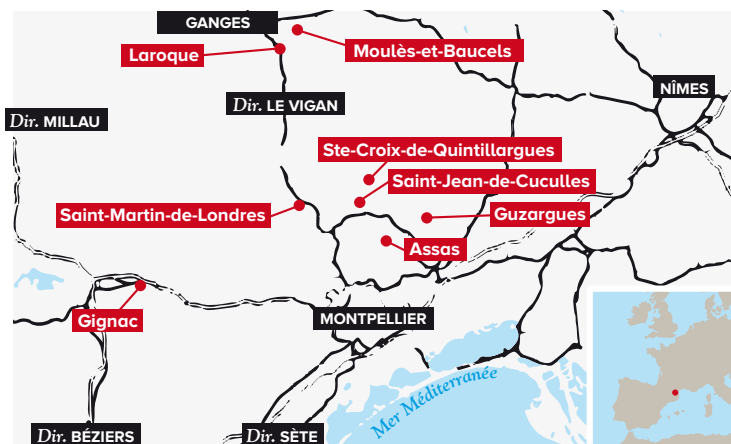 GANGES
Moulès-et-Baucels
Laroque
NÎMES
Dir. LE VIGAN
Dir. MILLAU
Ste-Croix-de-Quintillargues
Saint-Jean-de-Cuculles
Saint-Martin-de-Londres
Guzargues
Assas
Gignac
MONTPELLIER
Mer Méditerranée
Dir. BÉZIERS
Dir. SÈTE